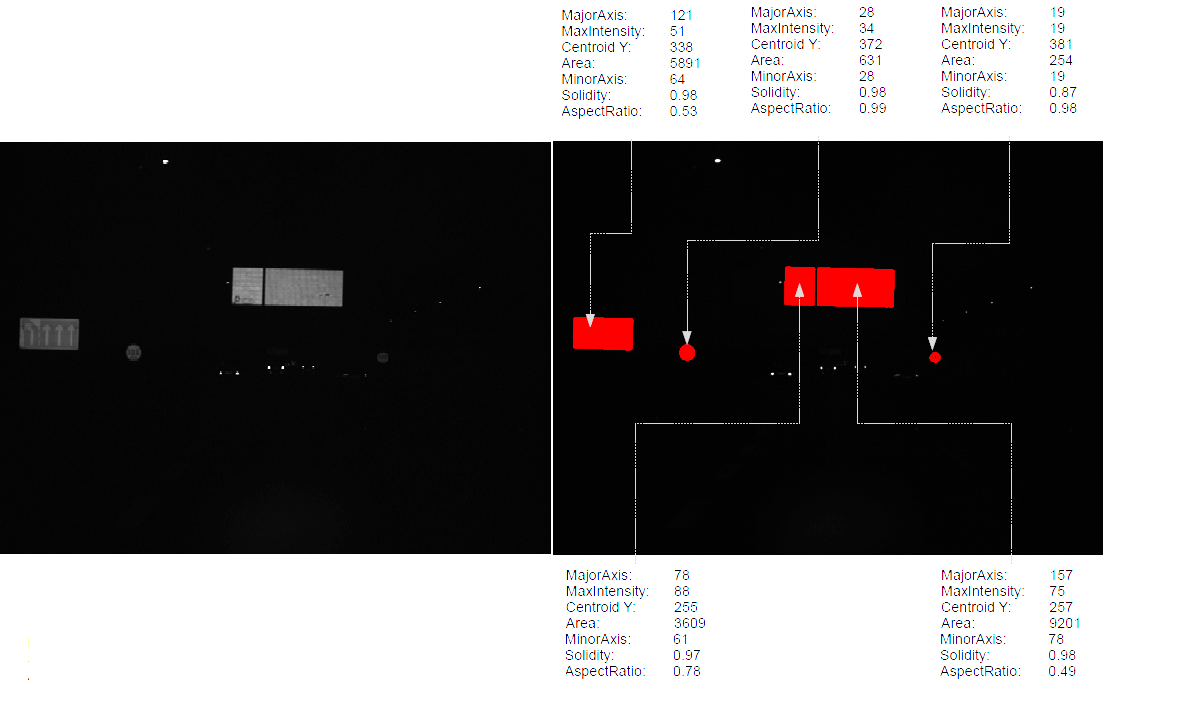 MajorAxis: 121
MaxIntensity: 51
Centroid Y: 338
Area: 5891
MinorAxis: 64
Solidity: 0.98
AspectRatio: 0.53
MajorAxis: 28
MaxIntensity: 34
Centroid Y: 372
Area: 631
MinorAxis: 28
Solidity: 0.98
AspectRatio: 0.99
MajorAxis: 19
MaxIntensity: 19
Centroid Y: 381
Area: 254
MinorAxis: 19
Solidity: 0.87
AspectRatio: 0.98
MajorAxis: 78
MaxIntensity: 88
Centroid Y: 255
Area: 3609
MinorAxis: 61
Solidity: 0.97
AspectRatio: 0.78
MajorAxis: 157
MaxIntensity: 75
Centroid Y: 257
Area: 9201
MinorAxis: 78
Solidity: 0.98
AspectRatio: 0.49